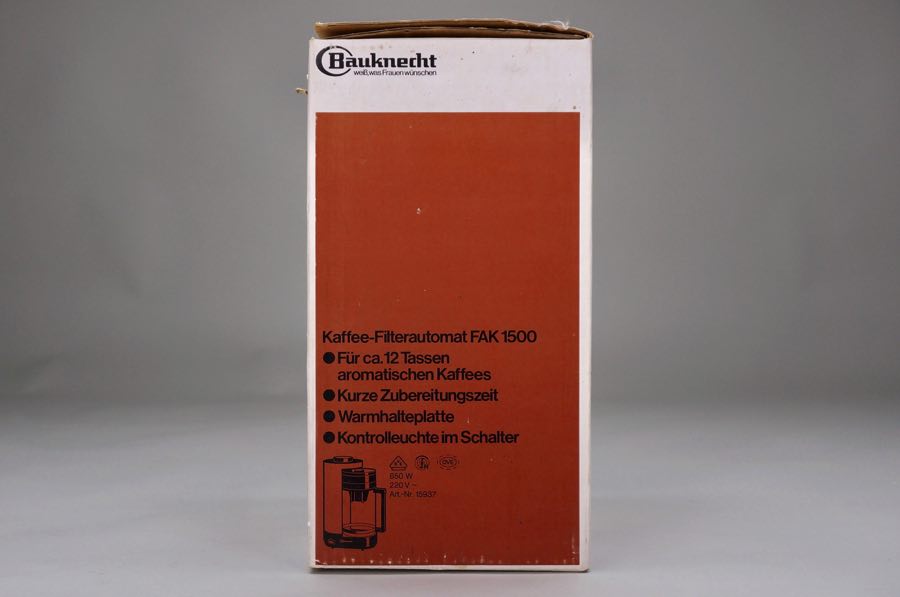 Bauknecht
weiß, was Frauen wünschen
Kaffee-Filterautomat FAK 1500
● Für ca. 12 Tassen
aromatischen Kaffees
● Kurze Zubereitungszeit
● Warmhalteplatte
● Kontrolleuchte im Schalter
ÖVE
850 W
220 V ~
Art.-Nr. 15937